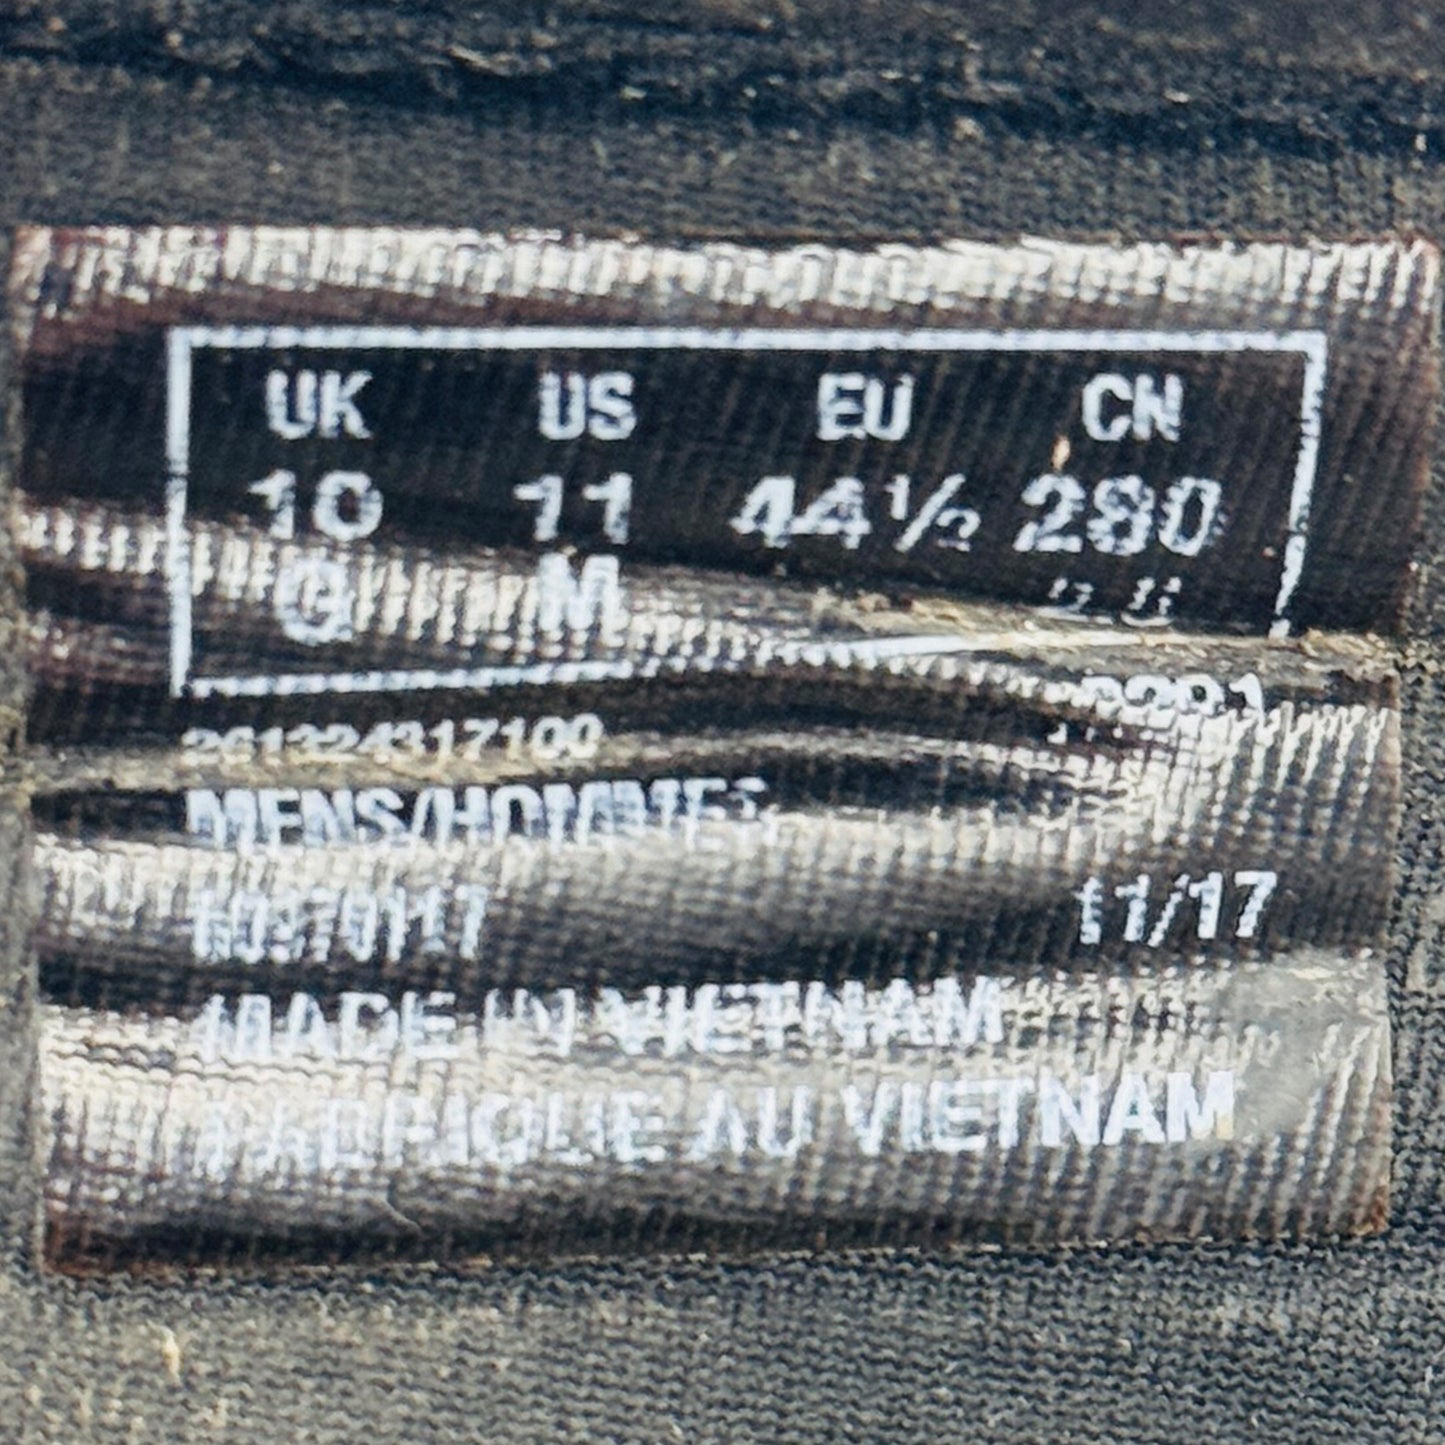 UK US EU CN
10 11 44½ 280
G M
261324317100
MENS/HOMMES
11/17
MADE IN VIETNAM
FABRIQUE AU VIETNAM